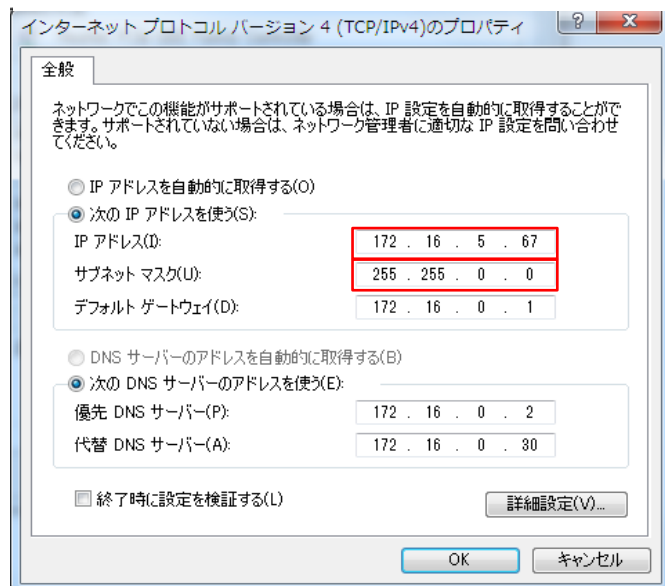 インターネット プロトコル バージョン 4 (TCP/IPv4)のプロパティ
?
X
全般
ネットワークでこの機能がサポートされている場合は、IP 設定を自動的に取得することがで
きます。サポートされていない場合は、ネットワーク管理者に適切な IP 設定を問い合わせ
てください。
IP アドレスを自動的に取得する(O)
次の IP アドレスを使う(S):
IP アドレス(I): 172 . 16 . 5 . 67
サブネット マスク(U): 255 . 255 . 0 . 0
デフォルト ゲートウェイ(D): 172 . 16 . 0 . 1
DNS サーバーのアドレスを自動的に取得する(B)
次の DNS サーバーのアドレスを使う(E):
優先 DNS サーバー(P): 172 . 16 . 0 . 2
代替 DNS サーバー(A): 172 . 16 . 0 . 30
終了時に設定を検証する(L)
詳細設定(V)...
OK
キャンセル